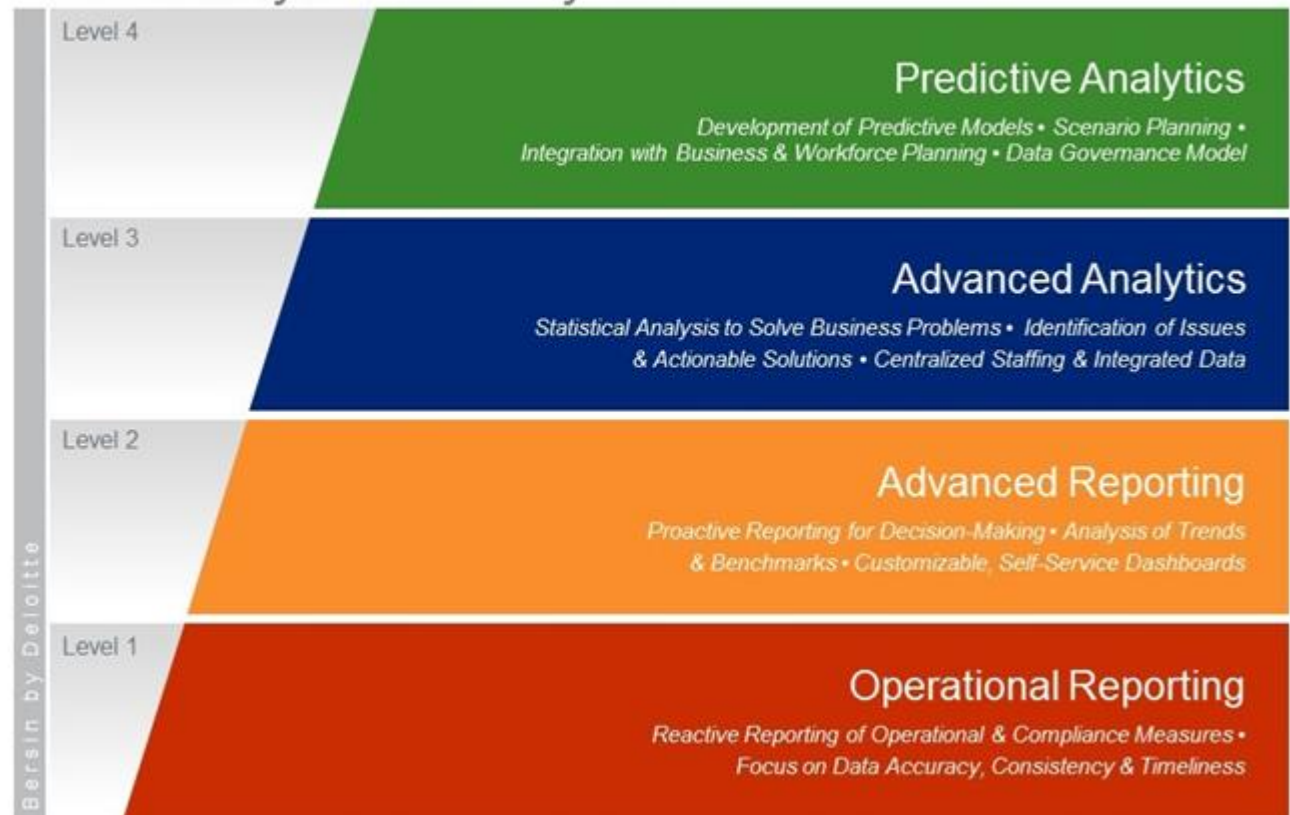 Level 4
Predictive Analytics
Development of Predictive Models • Scenario Planning •
Integration with Business & Workforce Planning • Data Governance Model
Level 3
Advanced Analytics
Statistical Analysis to Solve Business Problems • Identification of Issues
& Actionable Solutions • Centralized Staffing & Integrated Data
Level 2
Advanced Reporting
Proactive Reporting for Decision-Making • Analysis of Trends
& Benchmarks • Customizable, Self-Service Dashboards
Level 1
Operational Reporting
Reactive Reporting of Operational & Compliance Measures •
Focus on Data Accuracy, Consistency & Timeliness
Bersin by Deloitte